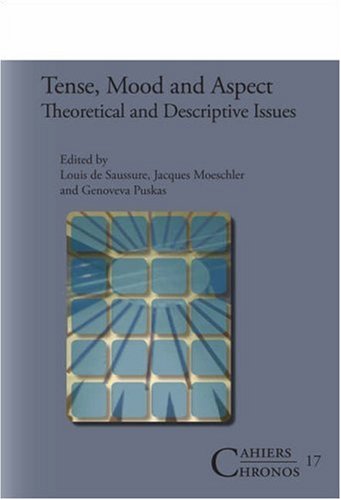 Tense, Mood and Aspect
Theoretical and Descriptive Issues
Edited by
Louis de Saussure, Jacques Moeschler
and Genoveva Puskas
CAHIERS
CHRONOS 17